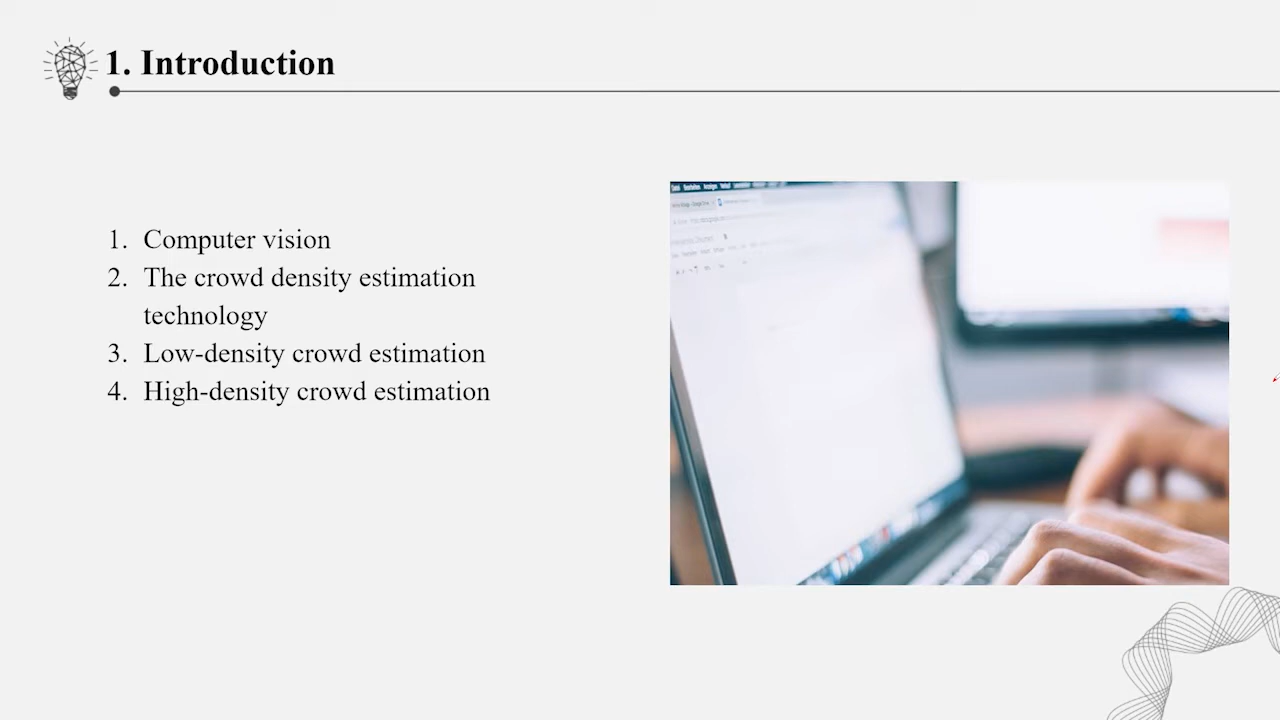 1. Introduction
1. Computer vision
2. The crowd density estimation
technology
3. Low-density crowd estimation
4. High-density crowd estimation